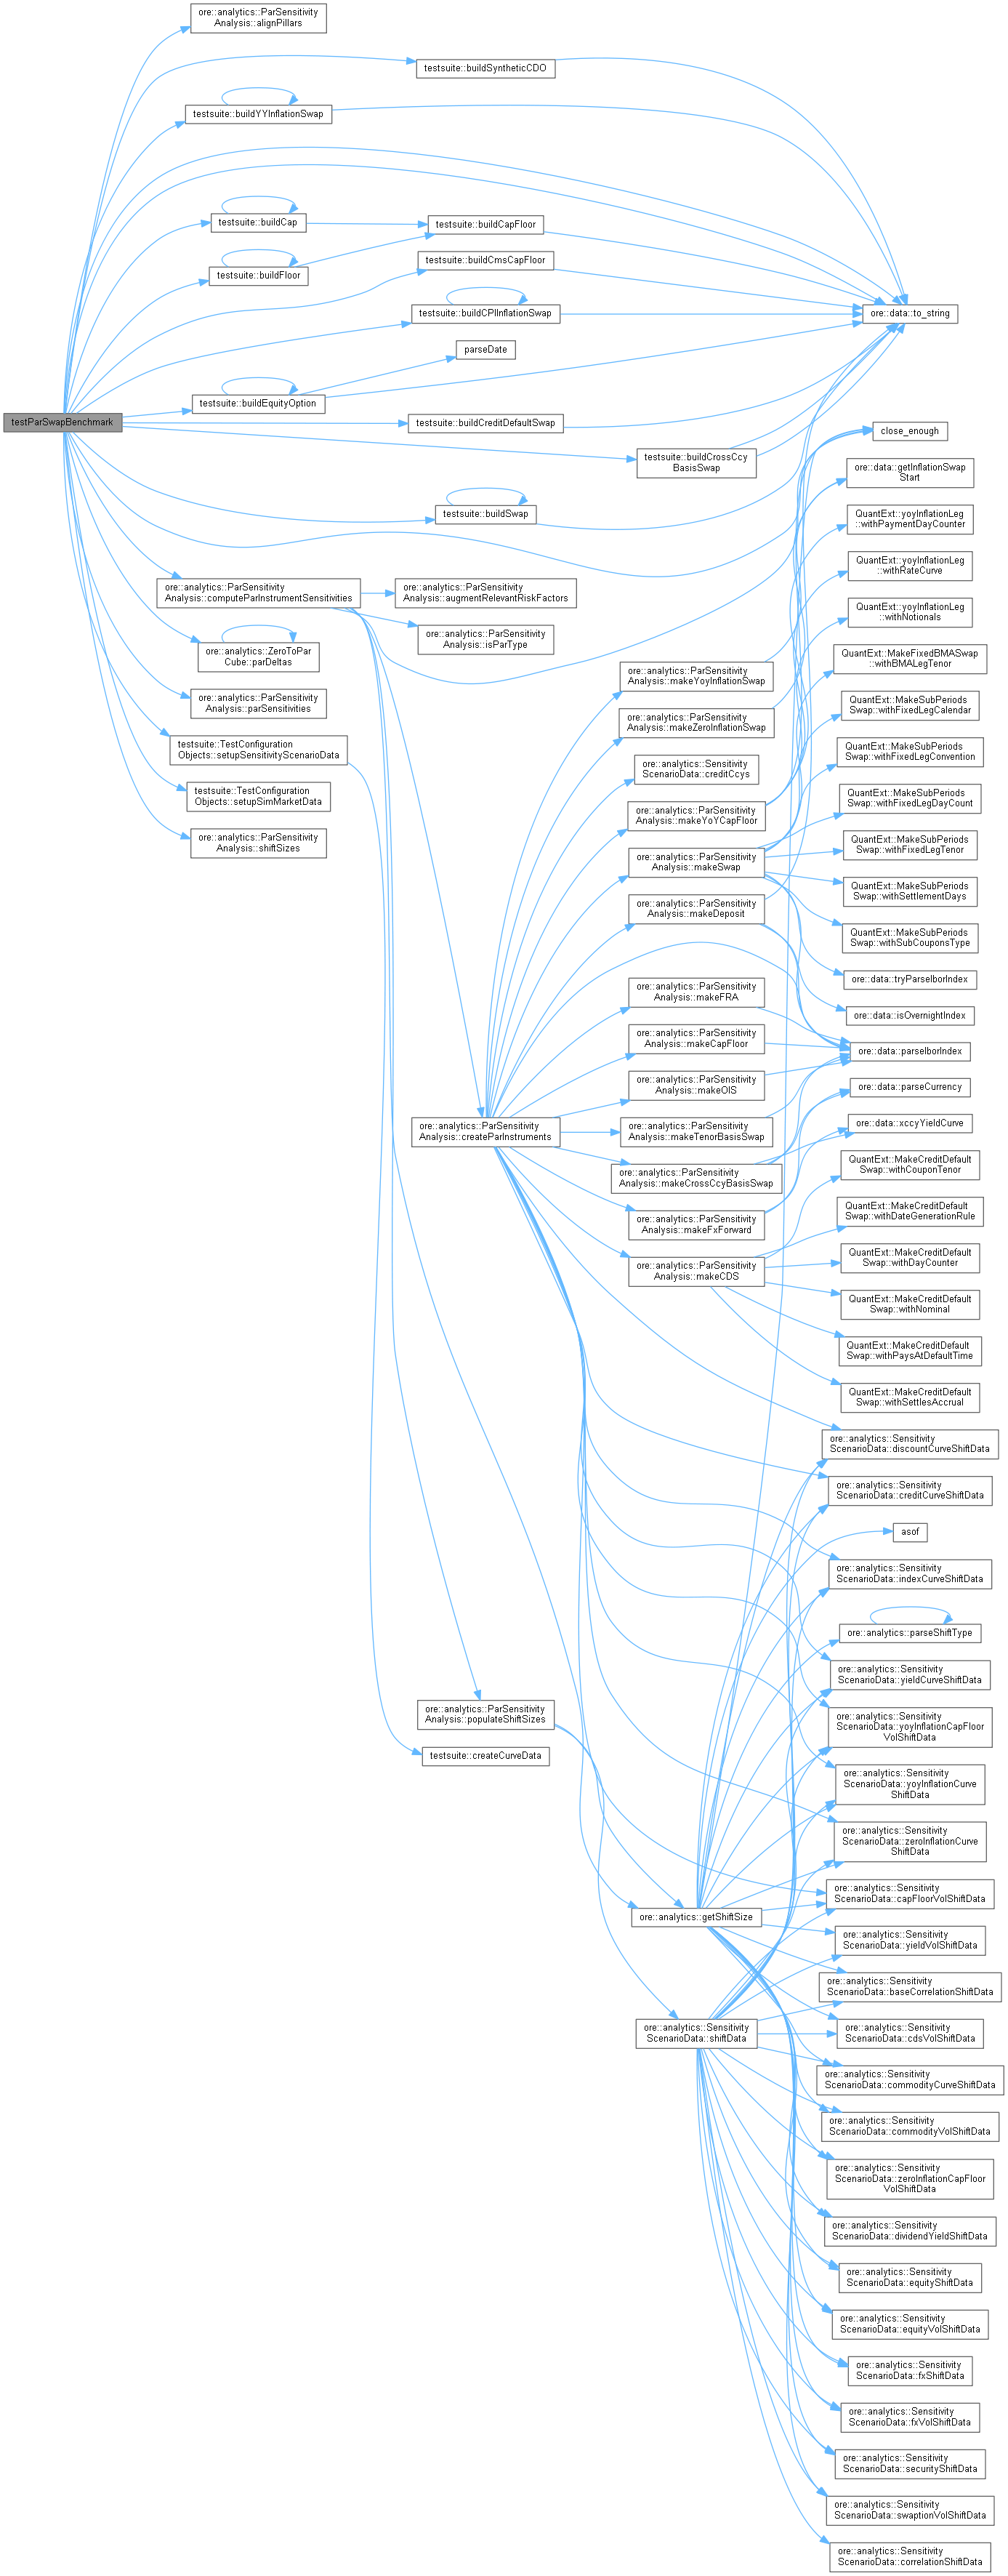 ore::analytics::ParSensitivity
Analysis::alignPillars
testsuite::buildSyntheticCDO
testsuite::buildYYInflationSwap
testsuite::buildCap
testsuite::buildCapFloor
testsuite::buildFloor
testsuite::buildCmsCapFloor
testsuite::buildCPIInflationSwap
ore::data::to_string
parseDate
testsuite::buildEquityOption
testParSwapBenchmark
testsuite::buildCreditDefaultSwap
close_enough
testsuite::buildCrossCcy
BasisSwap
ore::data::getInflationSwap
Start
testsuite::buildSwap
QuantExt::yoyInflationLeg
::withPaymentDayCounter
QuantExt::yoyInflationLeg
::withRateCurve
ore::analytics::ParSensitivity
Analysis::computeParInstrumentSensitivities
ore::analytics::ParSensitivity
Analysis::augmentRelevantRiskFactors
QuantExt::yoyInflationLeg
::withNotionals
ore::analytics::ParSensitivity
Analysis::isParType
ore::analytics::ZeroToPar
Cube::parDeltas
QuantExt::MakeFixedBMASwap
::withBMALegTenor
ore::analytics::ParSensitivity
Analysis::makeYoyInflationSwap
ore::analytics::ParSensitivity
Analysis::parSensitivities
QuantExt::MakeSubPeriods
Swap::withFixedLegCalendar
ore::analytics::ParSensitivity
Analysis::makeZeroInflationSwap
testsuite::TestConfiguration
Objects::setupSensitivityScenarioData
QuantExt::MakeSubPeriods
Swap::withFixedLegConvention
ore::analytics::Sensitivity
ScenarioData::creditCcys
testsuite::TestConfiguration
Objects::setupSimMarketData
QuantExt::MakeSubPeriods
Swap::withFixedLegDayCount
ore::analytics::ParSensitivity
Analysis::makeYoYCapFloor
ore::analytics::ParSensitivity
Analysis::shiftSizes
QuantExt::MakeSubPeriods
Swap::withFixedLegTenor
ore::analytics::ParSensitivity
Analysis::makeSwap
QuantExt::MakeSubPeriods
Swap::withSettlementDays
ore::analytics::ParSensitivity
Analysis::makeDeposit
QuantExt::MakeSubPeriods
Swap::withSubCouponsType
ore::data::tryParseIborIndex
ore::analytics::ParSensitivity
Analysis::makeFRA
ore::data::isOvernightIndex
ore::analytics::ParSensitivity
Analysis::makeCapFloor
ore::data::parseIborIndex
ore::analytics::ParSensitivity
Analysis::makeOIS
ore::data::parseCurrency
ore::data::xccyYieldCurve
ore::analytics::ParSensitivity
Analysis::createParInstruments
ore::analytics::ParSensitivity
Analysis::makeTenorBasisSwap
QuantExt::MakeCreditDefault
Swap::withCouponTenor
ore::analytics::ParSensitivity
Analysis::makeCrossCcyBasisSwap
QuantExt::MakeCreditDefault
Swap::withDateGenerationRule
ore::analytics::ParSensitivity
Analysis::makeFxForward
QuantExt::MakeCreditDefault
Swap::withDayCounter
ore::analytics::ParSensitivity
Analysis::makeCDS
QuantExt::MakeCreditDefault
Swap::withNominal
QuantExt::MakeCreditDefault
Swap::withPaysAtDefaultTime
QuantExt::MakeCreditDefault
Swap::withSettlesAccrual
ore::analytics::Sensitivity
ScenarioData::discountCurveShiftData
ore::analytics::Sensitivity
ScenarioData::creditCurveShiftData
asof
ore::analytics::Sensitivity
ScenarioData::indexCurveShiftData
ore::analytics::parseShiftType
ore::analytics::Sensitivity
ScenarioData::yieldCurveShiftData
ore::analytics::ParSensitivity
Analysis::populateShiftSizes
ore::analytics::Sensitivity
ScenarioData::yoyInflationCapFloor
VolShiftData
testsuite::createCurveData
ore::analytics::Sensitivity
ScenarioData::yoyInflationCurve
ShiftData
ore::analytics::Sensitivity
ScenarioData::zeroInflationCurve
ShiftData
ore::analytics::Sensitivity
ScenarioData::capFloorVolShiftData
ore::analytics::getShiftSize
ore::analytics::Sensitivity
ScenarioData::yieldVolShiftData
ore::analytics::Sensitivity
ScenarioData::baseCorrelationShiftData
ore::analytics::Sensitivity
ScenarioData::shiftData
ore::analytics::Sensitivity
ScenarioData::cdsVolShiftData
ore::analytics::Sensitivity
ScenarioData::commodityCurveShiftData
ore::analytics::Sensitivity
ScenarioData::commodityVolShiftData
ore::analytics::Sensitivity
ScenarioData::zeroInflationCapFloor
VolShiftData
ore::analytics::Sensitivity
ScenarioData::dividendYieldShiftData
ore::analytics::Sensitivity
ScenarioData::equityShiftData
ore::analytics::Sensitivity
ScenarioData::equityVolShiftData
ore::analytics::Sensitivity
ScenarioData::fxShiftData
ore::analytics::Sensitivity
ScenarioData::fxVolShiftData
ore::analytics::Sensitivity
ScenarioData::securityShiftData
ore::analytics::Sensitivity
ScenarioData::swaptionVolShiftData
ore::analytics::Sensitivity
ScenarioData::correlationShiftData